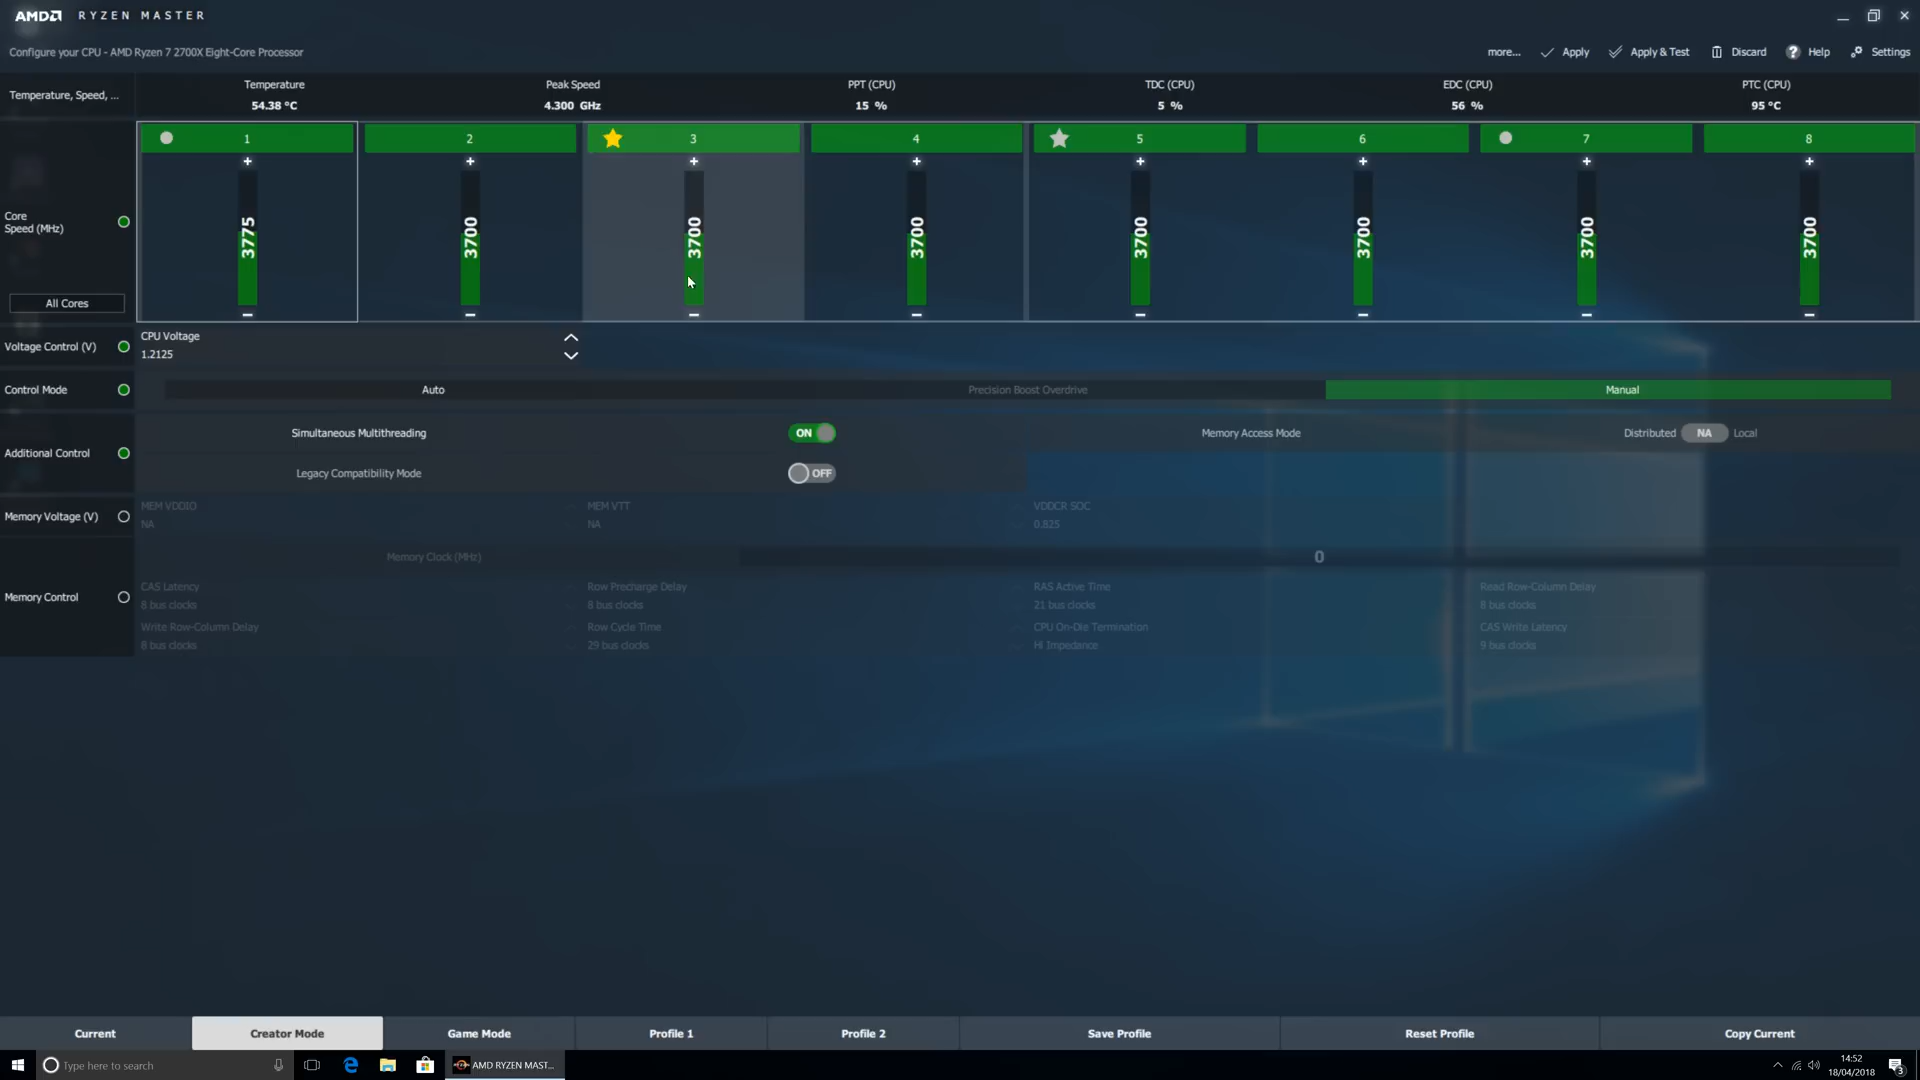 AMD RYZEN MASTER
Configure your CPU - AMD Ryzen 7 2700X Eight-Core Processor
more... Apply Apply & Test Discard Help Settings
Temperature, Speed, ...
Temperature Peak Speed PPT (CPU) TDC (CPU) EDC (CPU) PTC (CPU)
54.38 °C 4.300 GHz 15 % 5 % 56 % 95 °C
1 2 3 4 5 6 7 8
+ + + + + + + +
Core
Speed (MHz)
3775 3700 3700 3700 3700 3700 3700 3700
All Cores
− − − − − − − −
Voltage Control (V)
CPU Voltage
1.2125
Control Mode Auto Precision Boost Overdrive Manual
Additional Control
Simultaneous Multithreading ON Memory Access Mode Distributed NA Local
Legacy Compatibility Mode OFF
Memory Voltage (V)
MEM VDDIO MEM VTT VDDCR SOC
NA NA 0.825
Memory Control
Memory Clock (MHz) 0
CAS Latency Row Precharge Delay RAS Active Time Read Row-Column Delay
8 bus clocks 8 bus clocks 21 bus clocks 8 bus clocks
Write Row-Column Delay Row Cycle Time CPU On-Die Termination CAS Write Latency
8 bus clocks 29 bus clocks Hi Impedance 9 bus clocks
Current Creator Mode Game Mode Profile 1 Profile 2 Save Profile Reset Profile Copy Current
Type here to search AMD RYZEN MAST... 14:52
18/04/2018 3